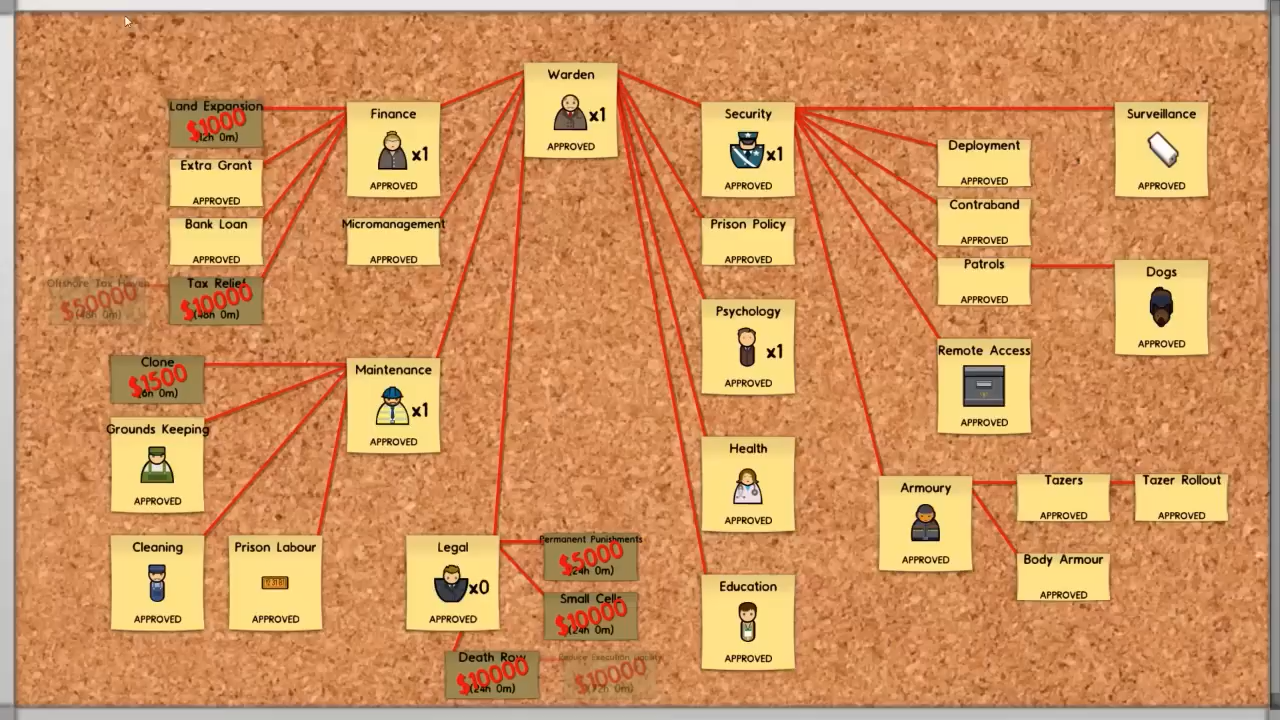 Warden
x1
APPROVED
Land Expansion
$1000
(12h 0m)
Finance
x1
APPROVED
Security
x1
APPROVED
Surveillance
APPROVED
Extra Grant
APPROVED
Deployment
APPROVED
Bank Loan
APPROVED
Micromanagement
APPROVED
Prison Policy
APPROVED
Contraband
APPROVED
Offshore Tax Haven
$50000
(48h 0m)
Tax Relief
$10000
(48h 0m)
Patrols
APPROVED
Dogs
APPROVED
Psychology
x1
APPROVED
Remote Access
APPROVED
Clone
$1500
(6h 0m)
Maintenance
x1
APPROVED
Grounds Keeping
APPROVED
Health
APPROVED
Armoury
APPROVED
Tazers
APPROVED
Tazer Rollout
APPROVED
Cleaning
APPROVED
Prison Labour
APPROVED
Legal
x0
APPROVED
Permanent Punishments
$5000
(24h 0m)
Body Armour
APPROVED
Small Cells
$10000
(24h 0m)
Education
APPROVED
Death Row
$10000
(24h 0m)
Reduce Execution Liability
$10000
(72h 0m)